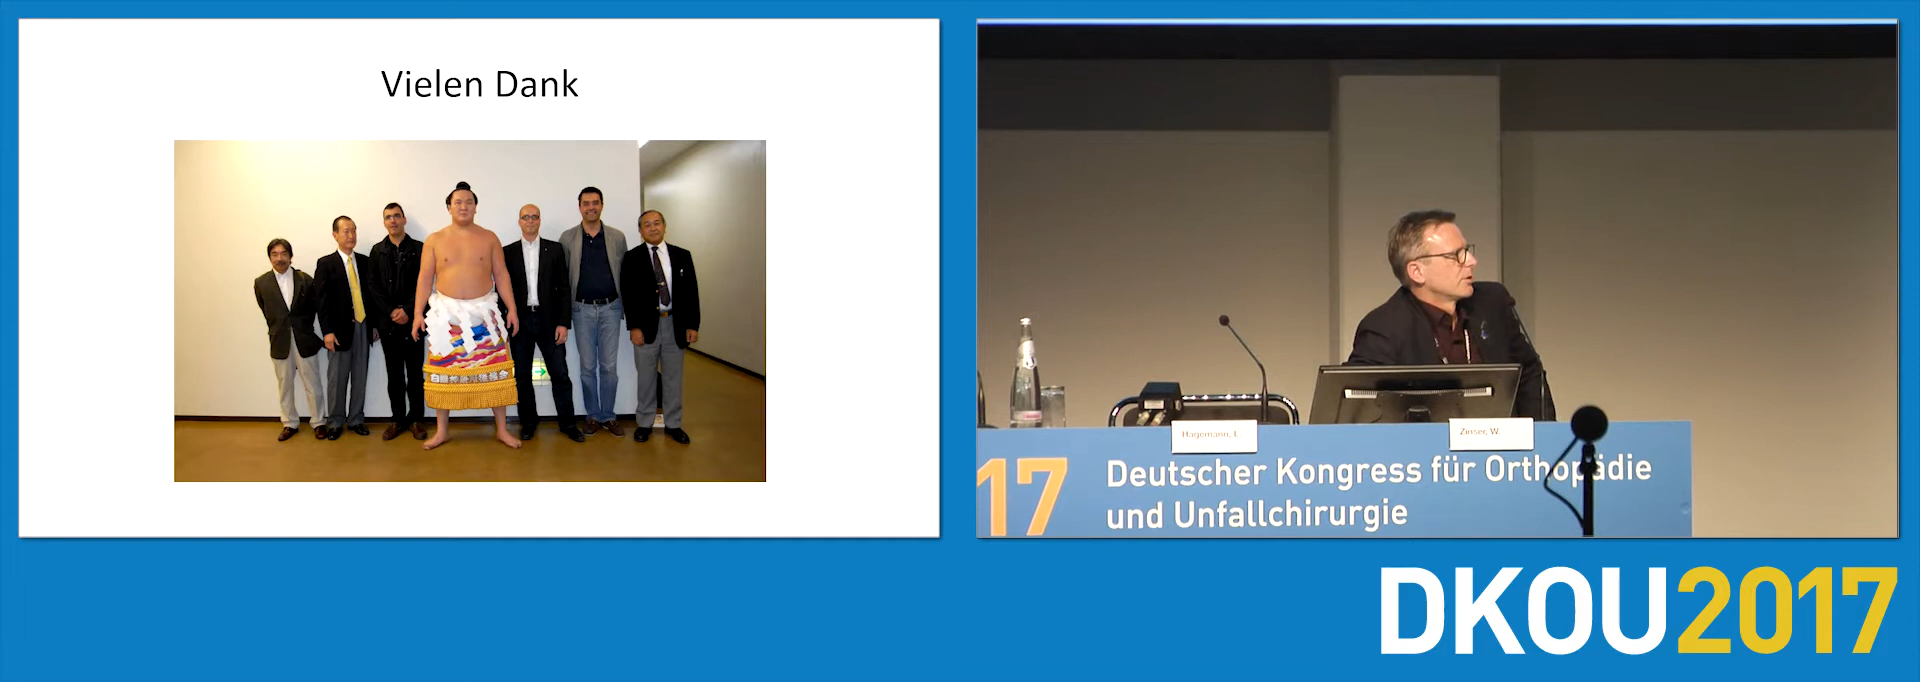 Vielen Dank
Hagemann, L.
Zinser, W.
17
Deutscher Kongress für Orthopädie
und Unfallchirurgie
DKOU2017